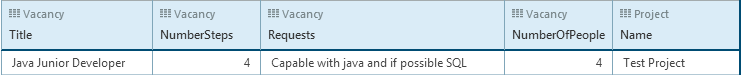 Vacancy Vacancy Vacancy Vacancy Project
Title NumberSteps Requests NumberOfPeople Name
Java Junior Developer 4 Capable with java and if possible SQL 4 Test Project